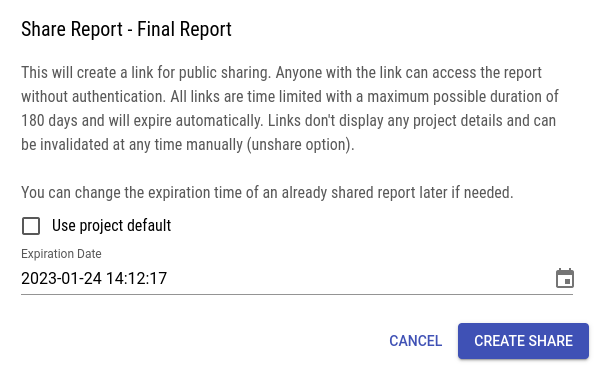 Share Report - Final Report
This will create a link for public sharing. Anyone with the link can access the report
without authentication. All links are time limited with a maximum possible duration of
180 days and will expire automatically. Links don't display any project details and can
be invalidated at any time manually (unshare option).
You can change the expiration time of an already shared report later if needed.
Use project default
Expiration Date
2023-01-24 14:12:17
CANCEL CREATE SHARE